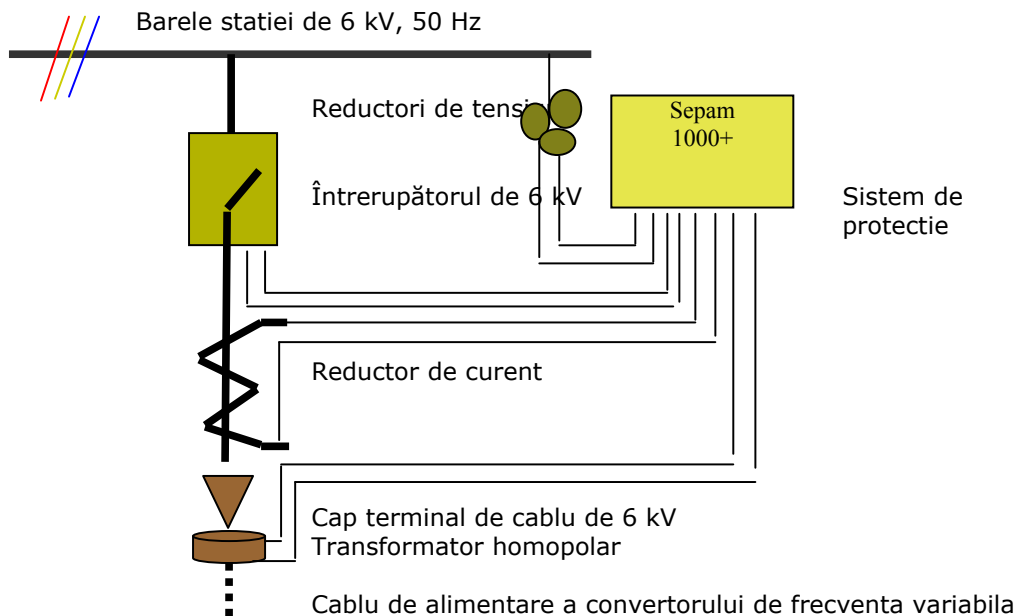 Barele statiei de 6 kV, 50 Hz
Reductori de tensi
Sepam
1000+
Întrerupătorul de 6 kV
Sistem de
protectie
Reductor de curent
Cap terminal de cablu de 6 kV
Transformator homopolar
Cablu de alimentare a convertorului de frecventa variabila